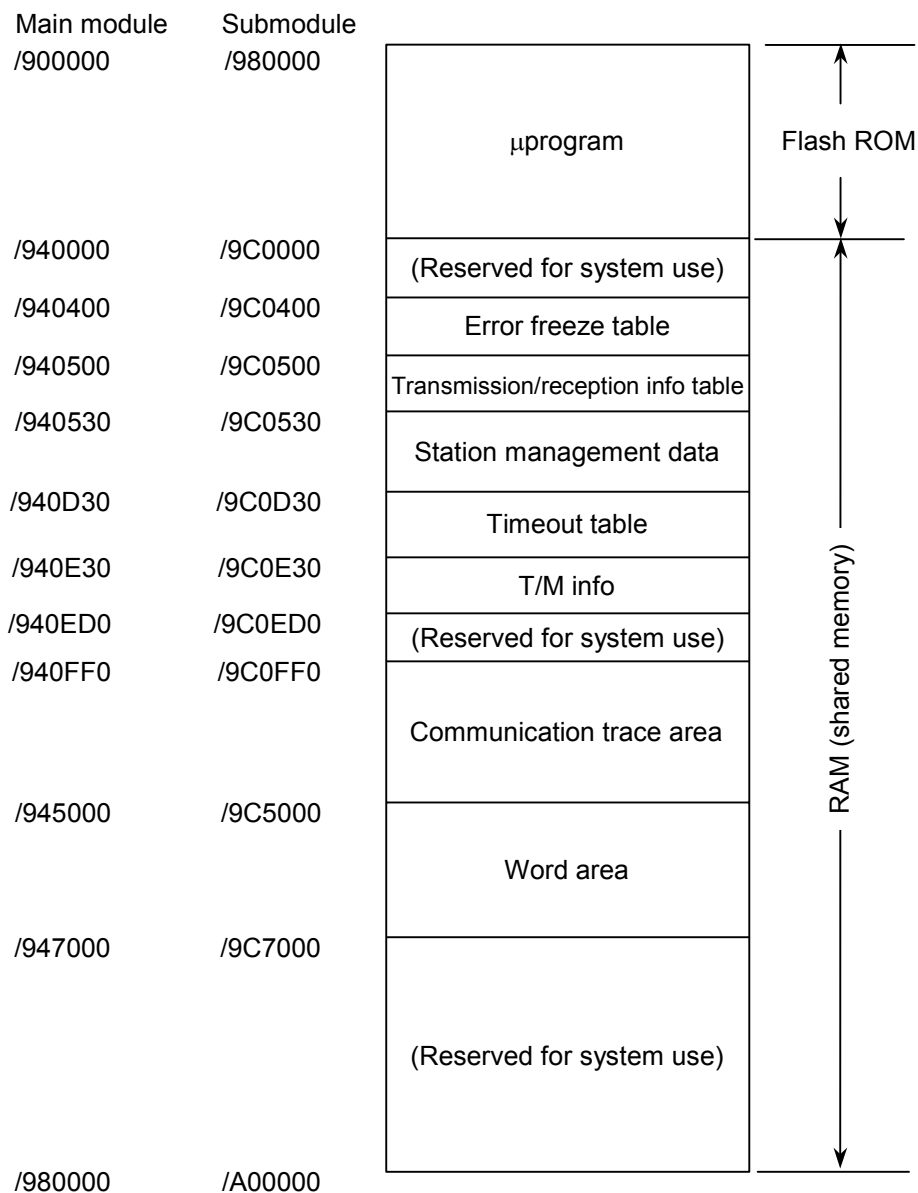 Main module Submodule
/900000 /980000
μprogram
Flash ROM
/940000 /9C0000
(Reserved for system use)
/940400 /9C0400
Error freeze table
/940500 /9C0500
Transmission/reception info table
/940530 /9C0530
Station management data
/940D30 /9C0D30
Timeout table
/940E30 /9C0E30
T/M info
/940ED0 /9C0ED0
(Reserved for system use)
/940FF0 /9C0FF0
Communication trace area
RAM (shared memory)
/945000 /9C5000
Word area
/947000 /9C7000
(Reserved for system use)
/980000 /A00000